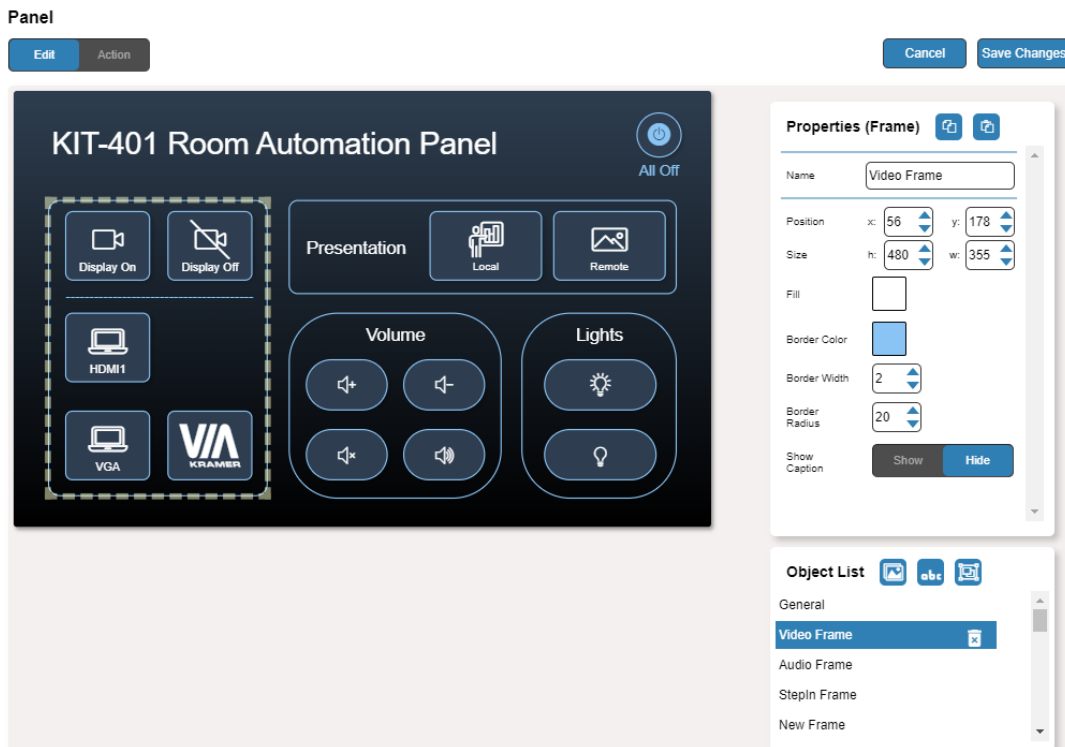 Panel
Edit Action Cancel Save Changes
KIT-401 Room Automation Panel
All Off
Display On Display Off
Presentation
Local Remote
HDMI1
Volume Lights
VGA
VIA
KRAMER
Properties (Frame)
Name Video Frame
Position x: 56 y: 178
Size h: 480 w: 355
Fill
Border Color
Border Width 2
Border
Radius 20
Show
Caption Show Hide
Object List abc
General
Video Frame
Audio Frame
StepIn Frame
New Frame